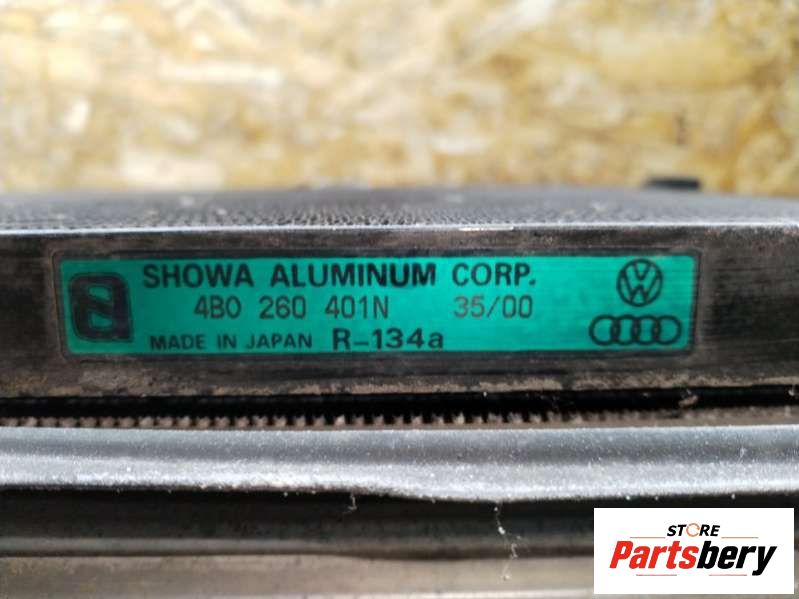 SHOWA ALUMINUM CORP.
4B0 260 401N 35/00
MADE IN JAPAN R-134a
STORE
Partsbery